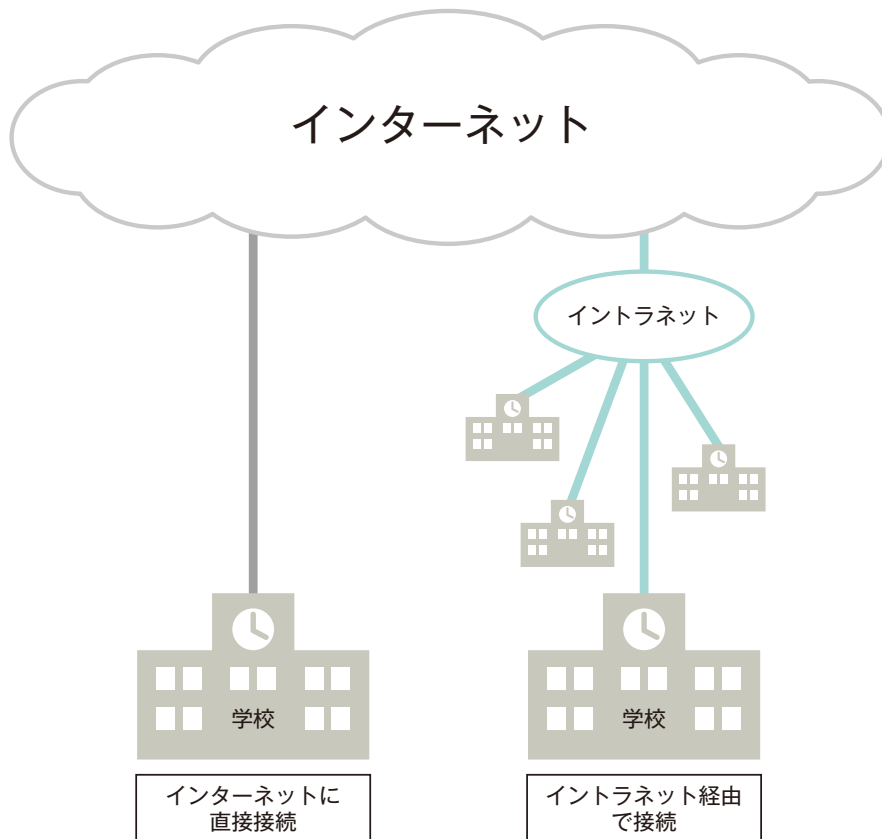 インターネット
イントラネット
学校
学校
インターネットに
直接接続
イントラネット経由
で接続